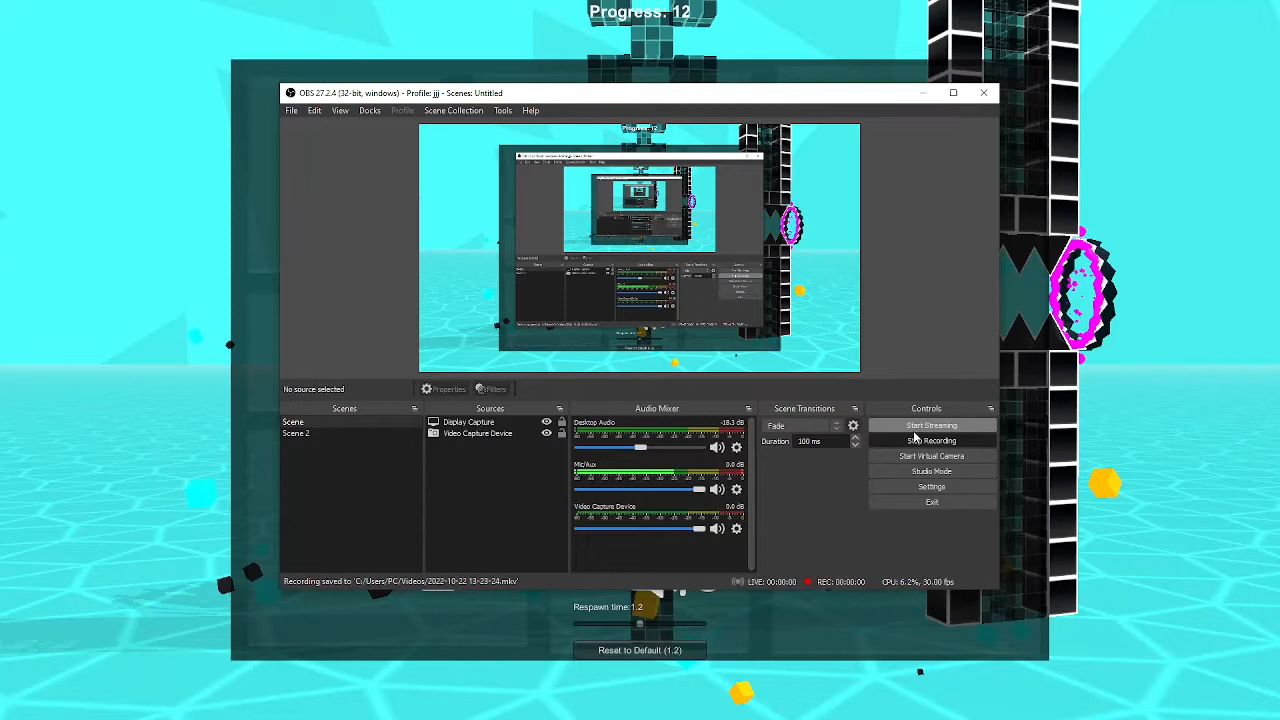 Progress: 12
OBS 27.2.4 (32-bit, windows) - Profile: jjj - Scenes: Untitled
File Edit View Docks Profile Scene Collection Tools Help
Progress: 12
No source selected Properties Filters
Scenes Sources Audio Mixer Scene Transitions Controls
Scene
Scene 2
Display Capture
Video Capture Device
Desktop Audio -18.3 dB
Mic/Aux 0.0 dB
Video Capture Device 0.0 dB
Fade
Duration 100 ms
Start Streaming
Stop Recording
Start Virtual Camera
Studio Mode
Settings
Exit
Recording saved to 'C:/Users/PC/Videos/2022-10-22 13-23-24.mkv' LIVE: 00:00:00 REC: 00:00:00 CPU: 6.2%, 30.00 fps
Respawn time:1.2
Reset to Default (1.2)